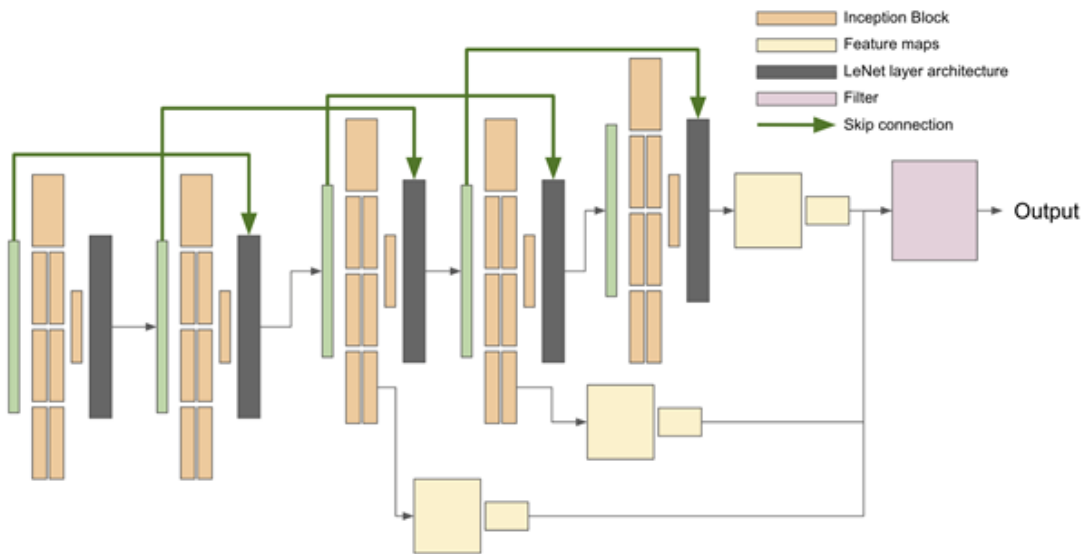 Inception Block
Feature maps
LeNet layer architecture
Filter
Skip connection
Output